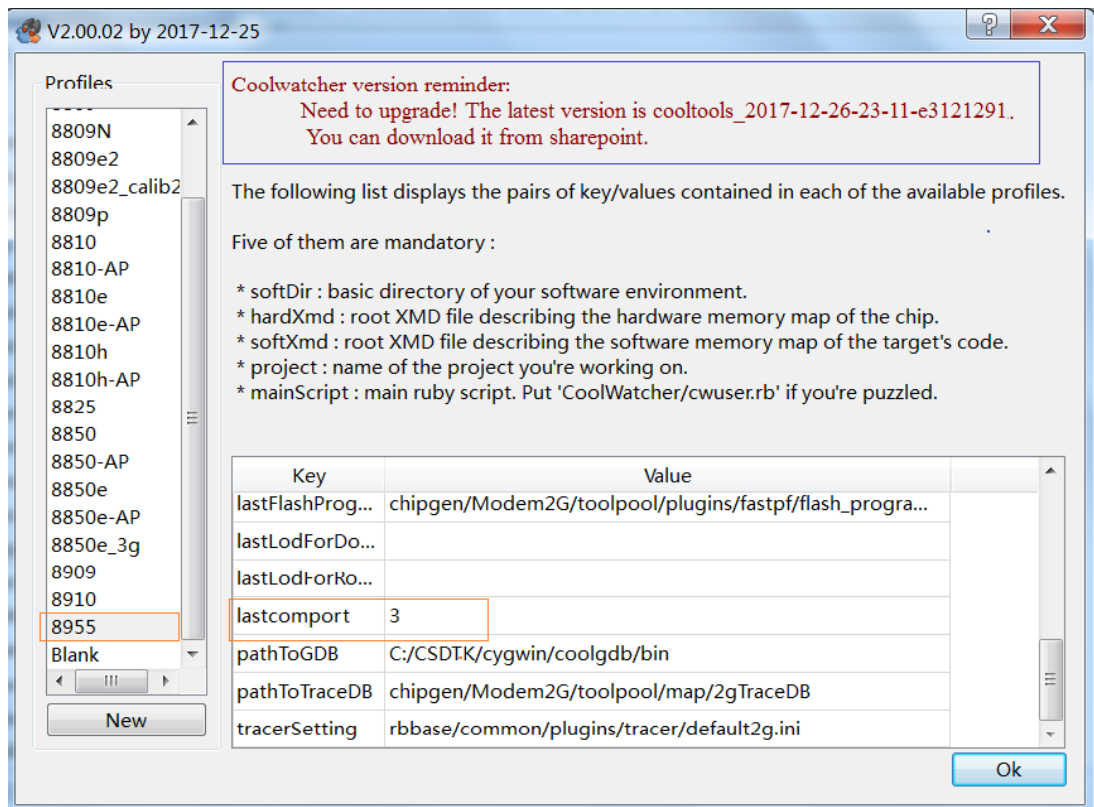 V2.00.02 by 2017-12-25
Profiles
8809N
8809e2
8809e2_calib2
8809p
8810
8810-AP
8810e
8810e-AP
8810h
8810h-AP
8825
8850
8850-AP
8850e
8850e-AP
8850e_3g
8909
8910
8955
Blank
New
Coolwatcher version reminder:
Need to upgrade! The latest version is cooltools_2017-12-26-23-11-e3121291..
You can download it from sharepoint.
The following list displays the pairs of key/values contained in each of the available profiles.
Five of them are mandatory :
* softDir : basic directory of your software environment.
* hardXmd : root XMD file describing the hardware memory map of the chip.
* softXmd : root XMD file describing the software memory map of the target's code.
* project : name of the project you're working on.
* mainScript : main ruby script. Put 'CoolWatcher/cwuser.rb' if you're puzzled.
Key Value
lastFlashProg... chipgen/Modem2G/toolpool/plugins/fastpf/flash_progra...
lastLodForDo...
lastLodForRo...
lastcomport 3
pathToGDB C:/CSDTK/cygwin/coolgdb/bin
pathToTraceDB chipgen/Modem2G/toolpool/map/2gTraceDB
tracerSetting rbbase/common/plugins/tracer/default2g.ini
Ok